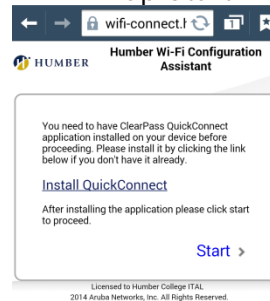 wifi-connect.h
1
HUMBER
Humber Wi-Fi Configuration
Assistant
You need to have ClearPass QuickConnect
application installed on your device before
proceeding. Please install it by clicking the link
below if you don't have it already.
Install QuickConnect
After installing the application please click start
to proceed.
Start >
Licensed to Humber College ITAL
2014 Aruba Networks, Inc. All Rights Reserved.